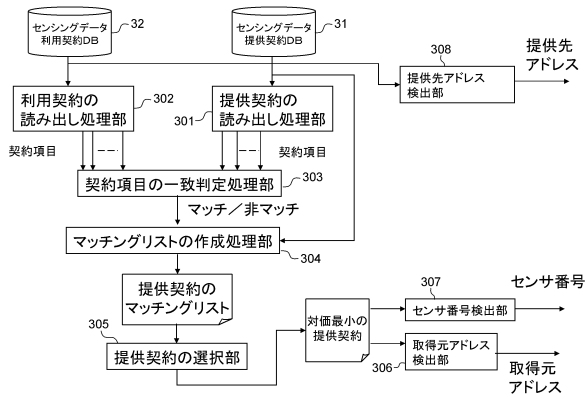 センシングデータ
利用契約DB
32
センシングデータ
提供契約DB
31
308
提供先アドレス
検出部
提供先
アドレス
利用契約の
読み出し処理部
302
301
提供契約の
読み出し処理部
契約項目
契約項目
契約項目の一致判定処理部
303
マッチ／非マッチ
マッチングリストの作成処理部
304
提供契約の
マッチングリスト
305
提供契約の選択部
対価最小の
提供契約
307
センサ番号検出部
センサ番号
306
取得元アドレス
検出部
取得元
アドレス